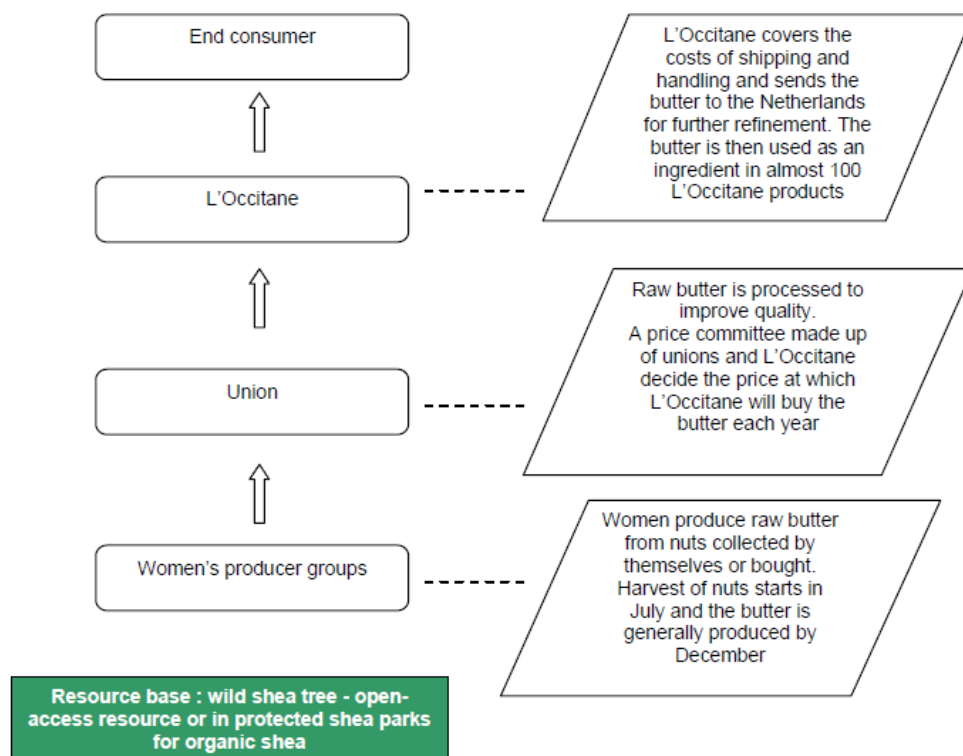 End consumer
L’Occitane covers the
costs of shipping and
handling and sends the
butter to the Netherlands
for further refinement. The
butter is then used as an
ingredient in almost 100
L’Occitane products
L’Occitane
Raw butter is processed to
improve quality.
A price committee made up
of unions and L’Occitane
decide the price at which
L’Occitane will buy the
butter each year
Union
Women produce raw butter
from nuts collected by
themselves or bought.
Harvest of nuts starts in
July and the butter is
generally produced by
December
Women’s producer groups
Resource base : wild shea tree - open-
access resource or in protected shea parks
for organic shea